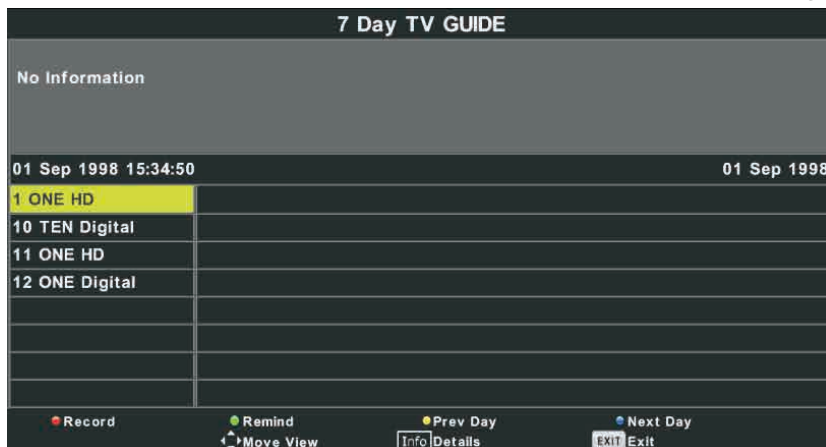 7 Day TV GUIDE
No Information
01 Sep 1998 15:34:50 01 Sep 1998
1 ONE HD
10 TEN Digital
11 ONE HD
12 ONE Digital
Record Remind Prev Day Next Day
Move View Info Details EXIT Exit